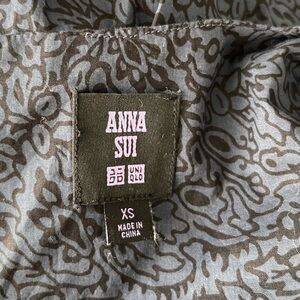 ANNA
SUI
ユニ UNI
クロ QLO
XS
MADE IN
CHINA